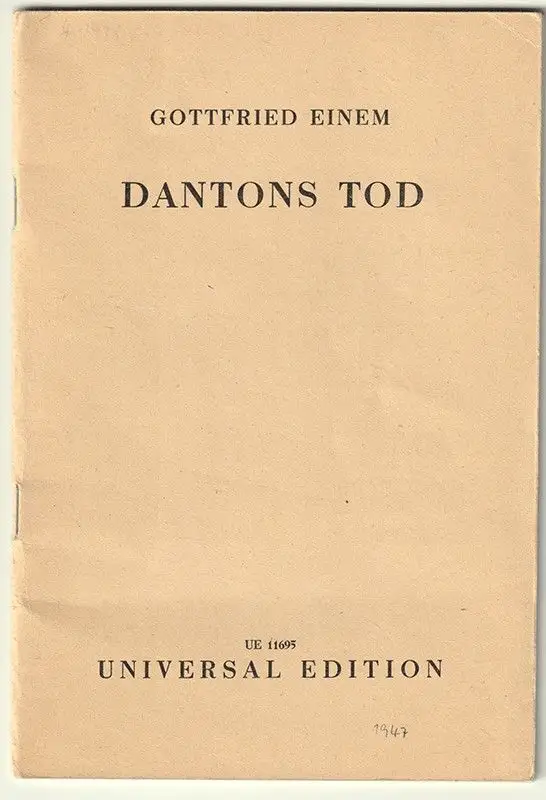 GOTTFRIED EINEM
DANTONS TOD
UE 11695
UNIVERSAL EDITION
1947